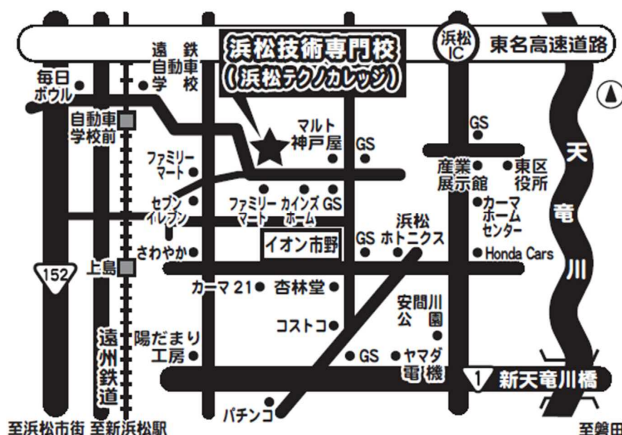 浜松技術専門校
(浜松テクノカレッジ)
浜松
IC
東名高速道路
遠鉄
自動車
学校
毎日
ボウル
自動車
学校前
マルト
神戸屋
GS
GS
ファミリー
マート
産業
展示館
東区
役所
天竜川
セブン
イレブン
ファミリー
マート
カインズ
ホーム
GS
カーマ
ホーム
センター
浜松
ホトニクス
イオン市野
さわやか
GS
Honda Cars
152
上島
カーマ21
杏林堂
安間川
公園
コストコ
遠州鉄道
陽だまり
工房
GS
ヤマダ
電機
1
新天竜川橋
パチンコ
至浜松市街
至新浜松駅
至磐田